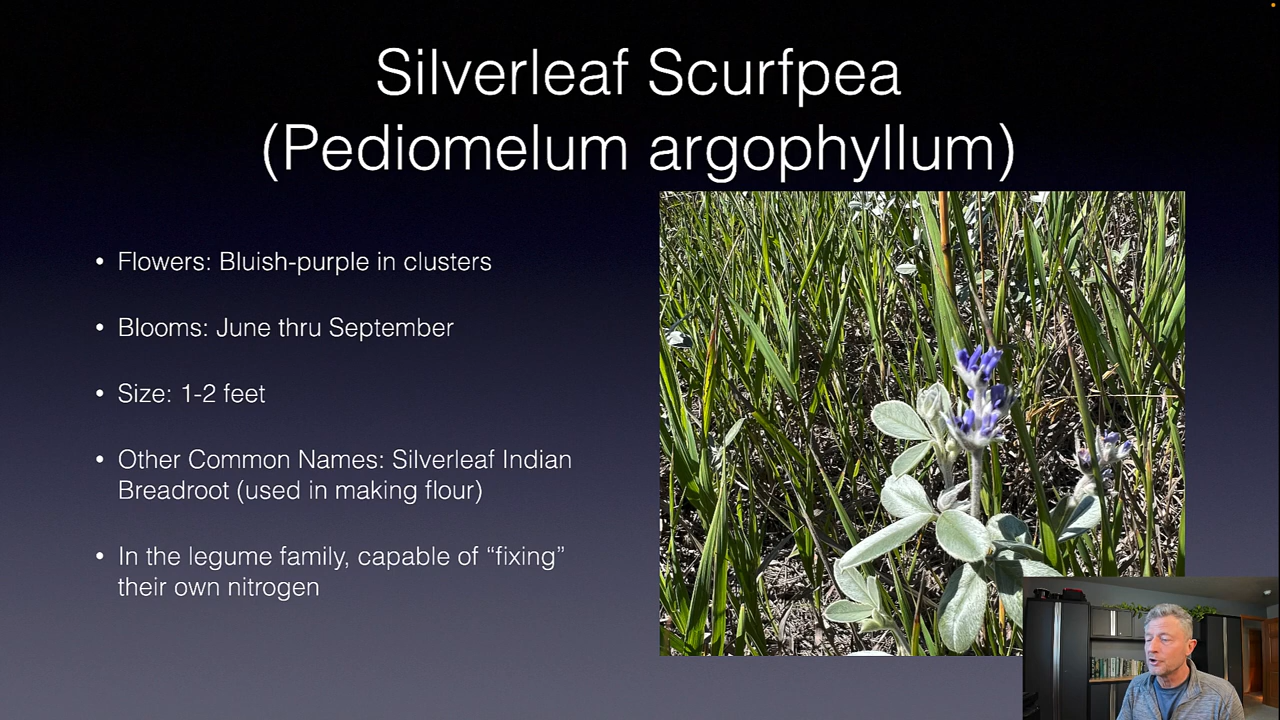 Silverleaf Scurfpea
(Pediomelum argophyllum)
• Flowers: Bluish-purple in clusters
• Blooms: June thru September
• Size: 1-2 feet
• Other Common Names: Silverleaf Indian
Breadroot (used in making flour)
• In the legume family, capable of “fixing”
their own nitrogen